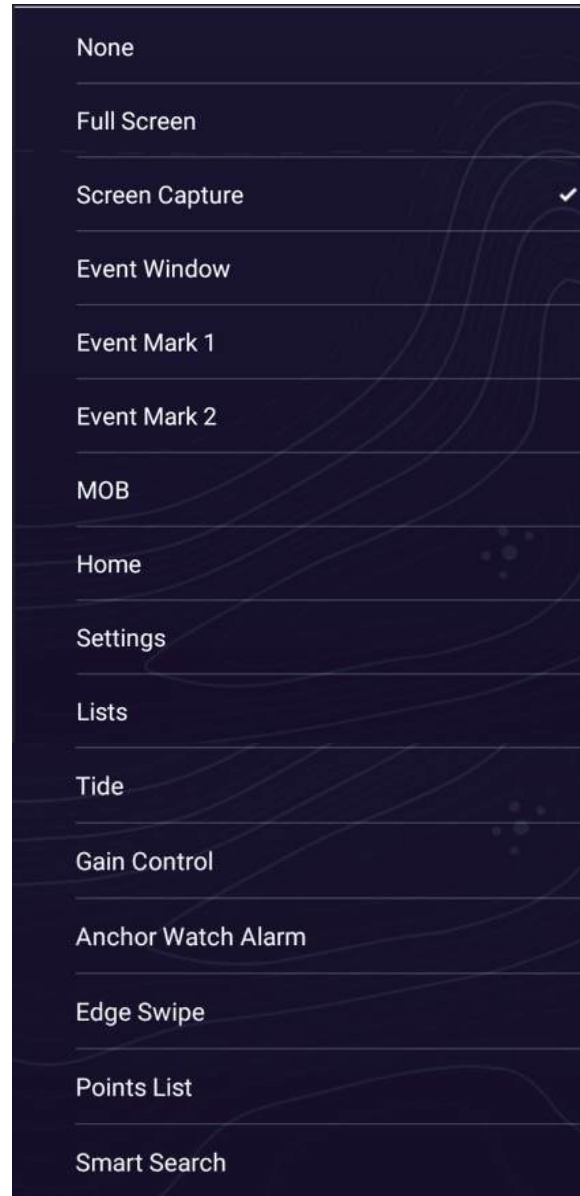 None
Full Screen
Screen Capture
Event Window
Event Mark 1
Event Mark 2
MOB
Home
Settings
Lists
Tide
Gain Control
Anchor Watch Alarm
Edge Swipe
Points List
Smart Search